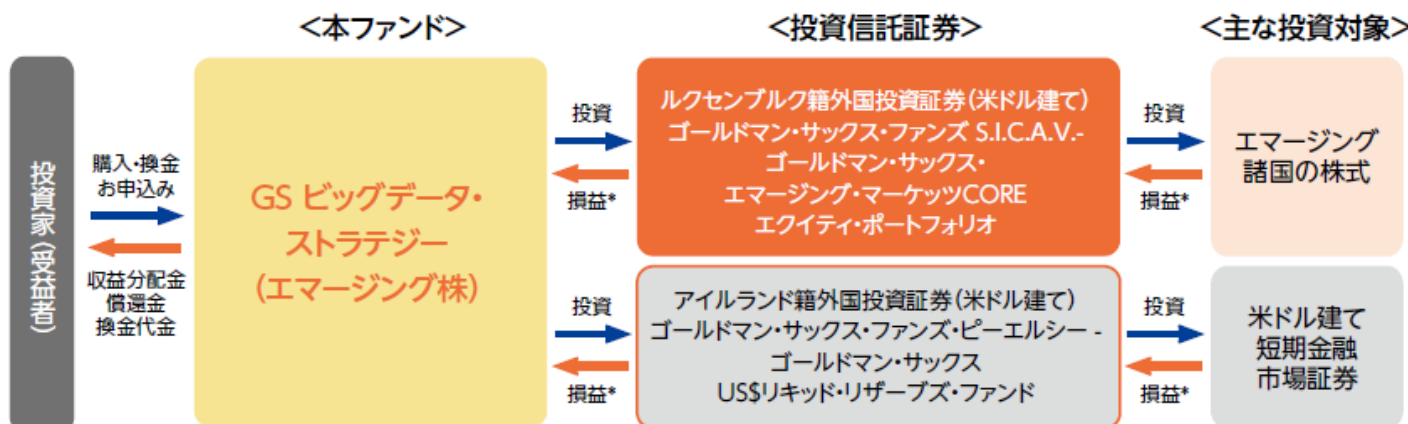 <本ファンド>
<投資信託証券>
<主な投資対象>
投資家(受益者)
購入・換金
お申込み
収益分配金
償還金
換金代金
GS ビッグデータ・
ストラテジー
(エマージング株)
投資
損益*
ルクセンブルク籍外国投資証券(米ドル建て)
ゴールドマン・サックス・ファンズ S.I.C.A.V.-
ゴールドマン・サックス・
エマージング・マーケッツCORE
エクイティ・ポートフォリオ
投資
損益*
エマージング
諸国の株式
投資
損益*
アイルランド籍外国投資証券(米ドル建て)
ゴールドマン・サックス・ファンズ・ピーエルシー -
ゴールドマン・サックス
US$リキッド・リザーブズ・ファンド
投資
損益*
米ドル建て
短期金融
市場証券